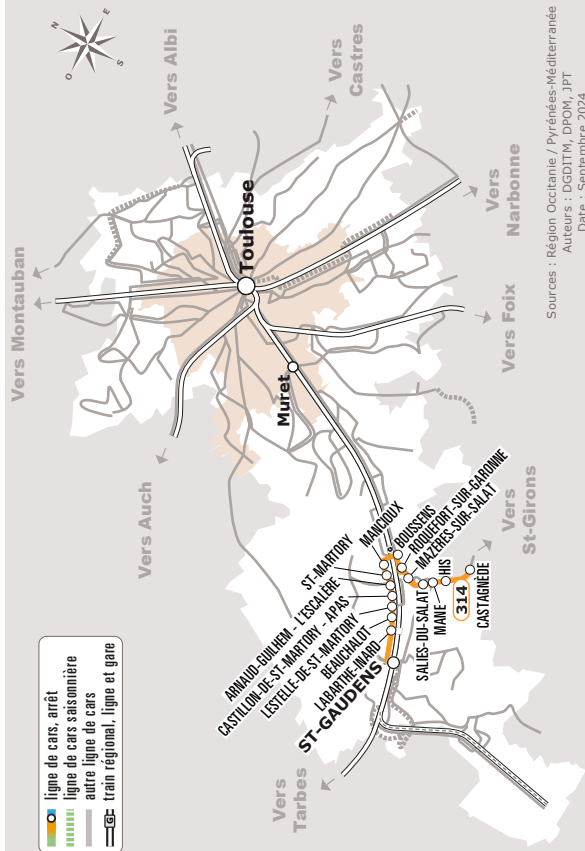 ligne de cars, arrêt
ligne de cars saisonnière
autre ligne de cars
G
train régional, ligne et gare
N
E
S
O
Vers Montauban
Vers Albi
Vers
Castres
Vers Auch
Toulouse
Muret
Vers
Narbonne
Vers Foix
Vers
Tarbes
ST-GAUDENS
LABARTHE-INARD
BEAUCHALOT
LESTELLE-DE-ST-MARTORY
CASTILLON-DE-ST-MARTORY - APAS
ARNAUD-GUILHEM - L'ESCALÈRE
ST-MARTORY
MANCIOUX
BOUSSENS
ROQUEFORT-SUR-GARONNE
MAZÈRES-SUR-SALAT
SALIES-DU-SALAT
MANE
HIS
314
CASTAGNÈDE
Vers
St-Girons
Sources : Région Occitanie / Pyrénées-Méditerranée
Auteurs : DGDITM, DPOM, JPT
Date : Septembre 2024